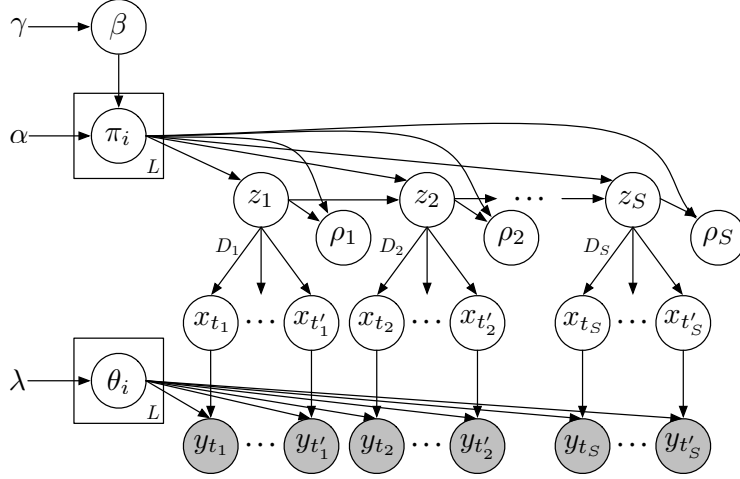 γ β
α π_i L
z_1 z_2 ⋯ z_S
ρ_1 ρ_2 ρ_S
D_1 D_2 D_S
x_{t_1} ⋯ x_{t'_1} x_{t_2} ⋯ x_{t'_2} x_{t_S} ⋯ x_{t'_S}
λ θ_i L
y_{t_1} ⋯ y_{t'_1} y_{t_2} ⋯ y_{t'_2} y_{t_S} ⋯ y_{t'_S}